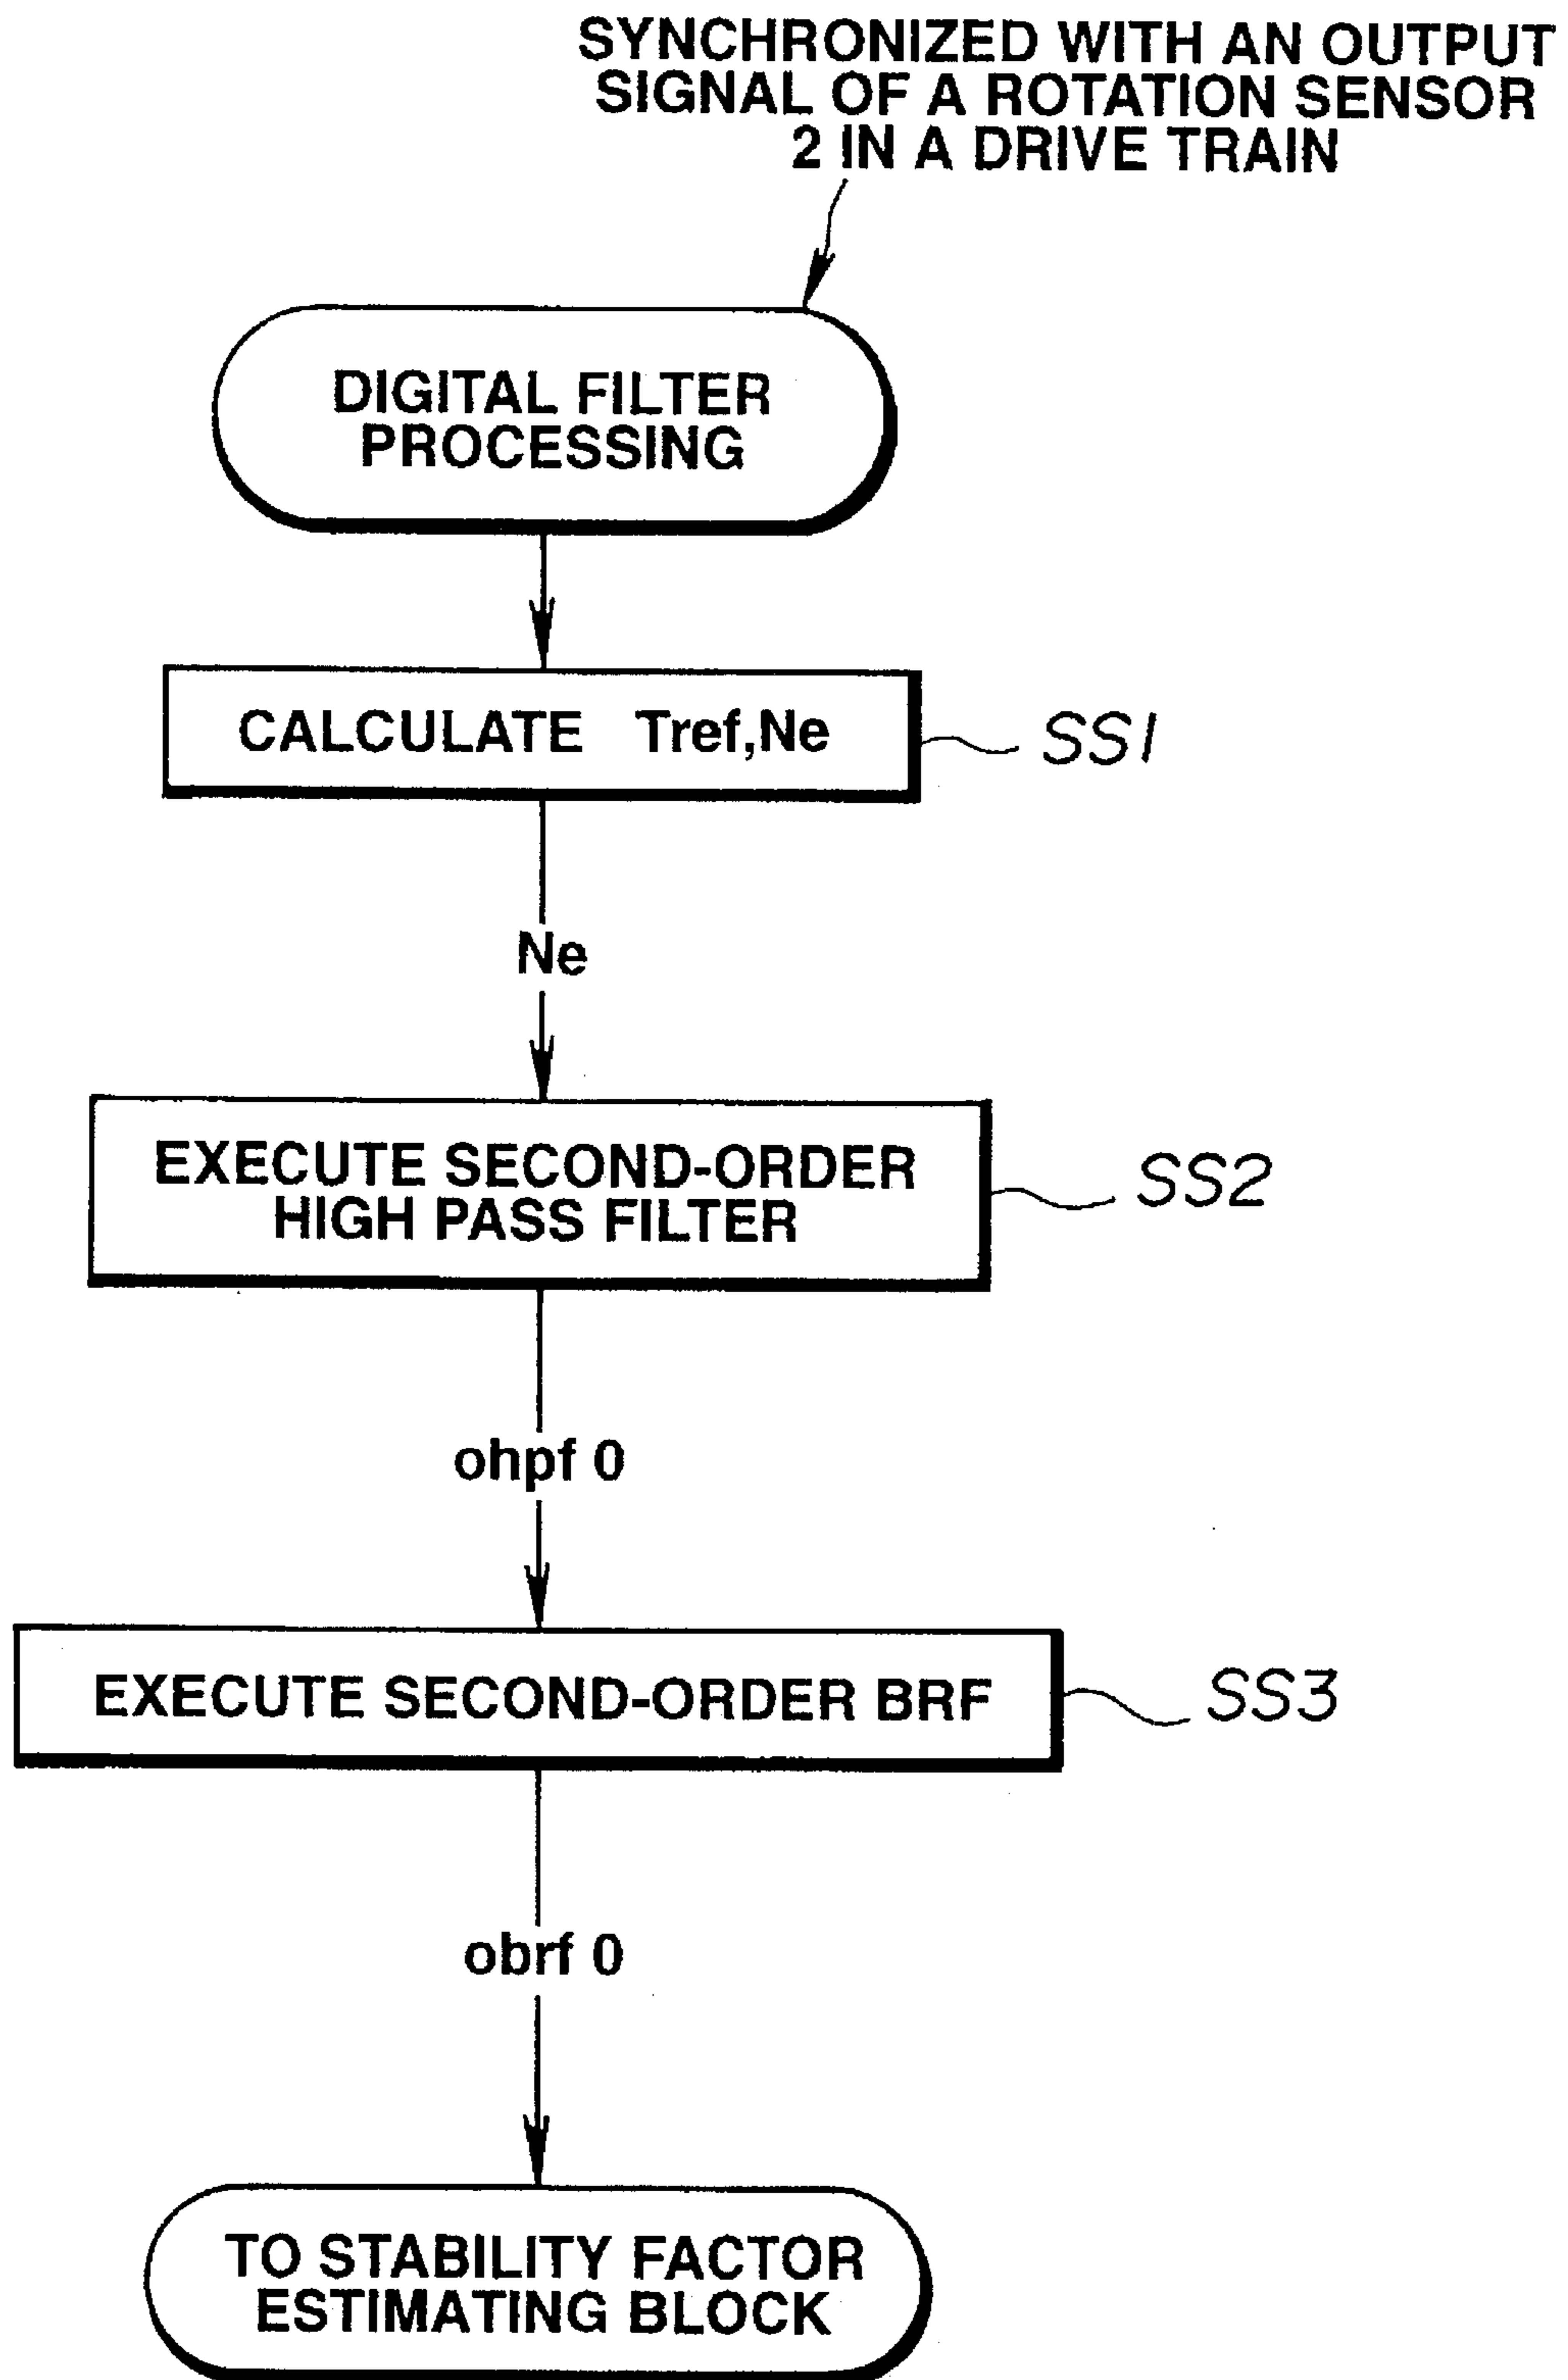 SYNCHRONIZED WITH AN OUTPUT
SIGNAL OF A ROTATION SENSOR
2 IN A DRIVE TRAIN
DIGITAL FILTER
PROCESSING
CALCULATE Tref,Ne
SS1
Ne
EXECUTE SECOND-ORDER
HIGH PASS FILTER
SS2
ohpf 0
EXECUTE SECOND-ORDER BRF
SS3
obrf 0
TO STABILITY FACTOR
ESTIMATING BLOCK